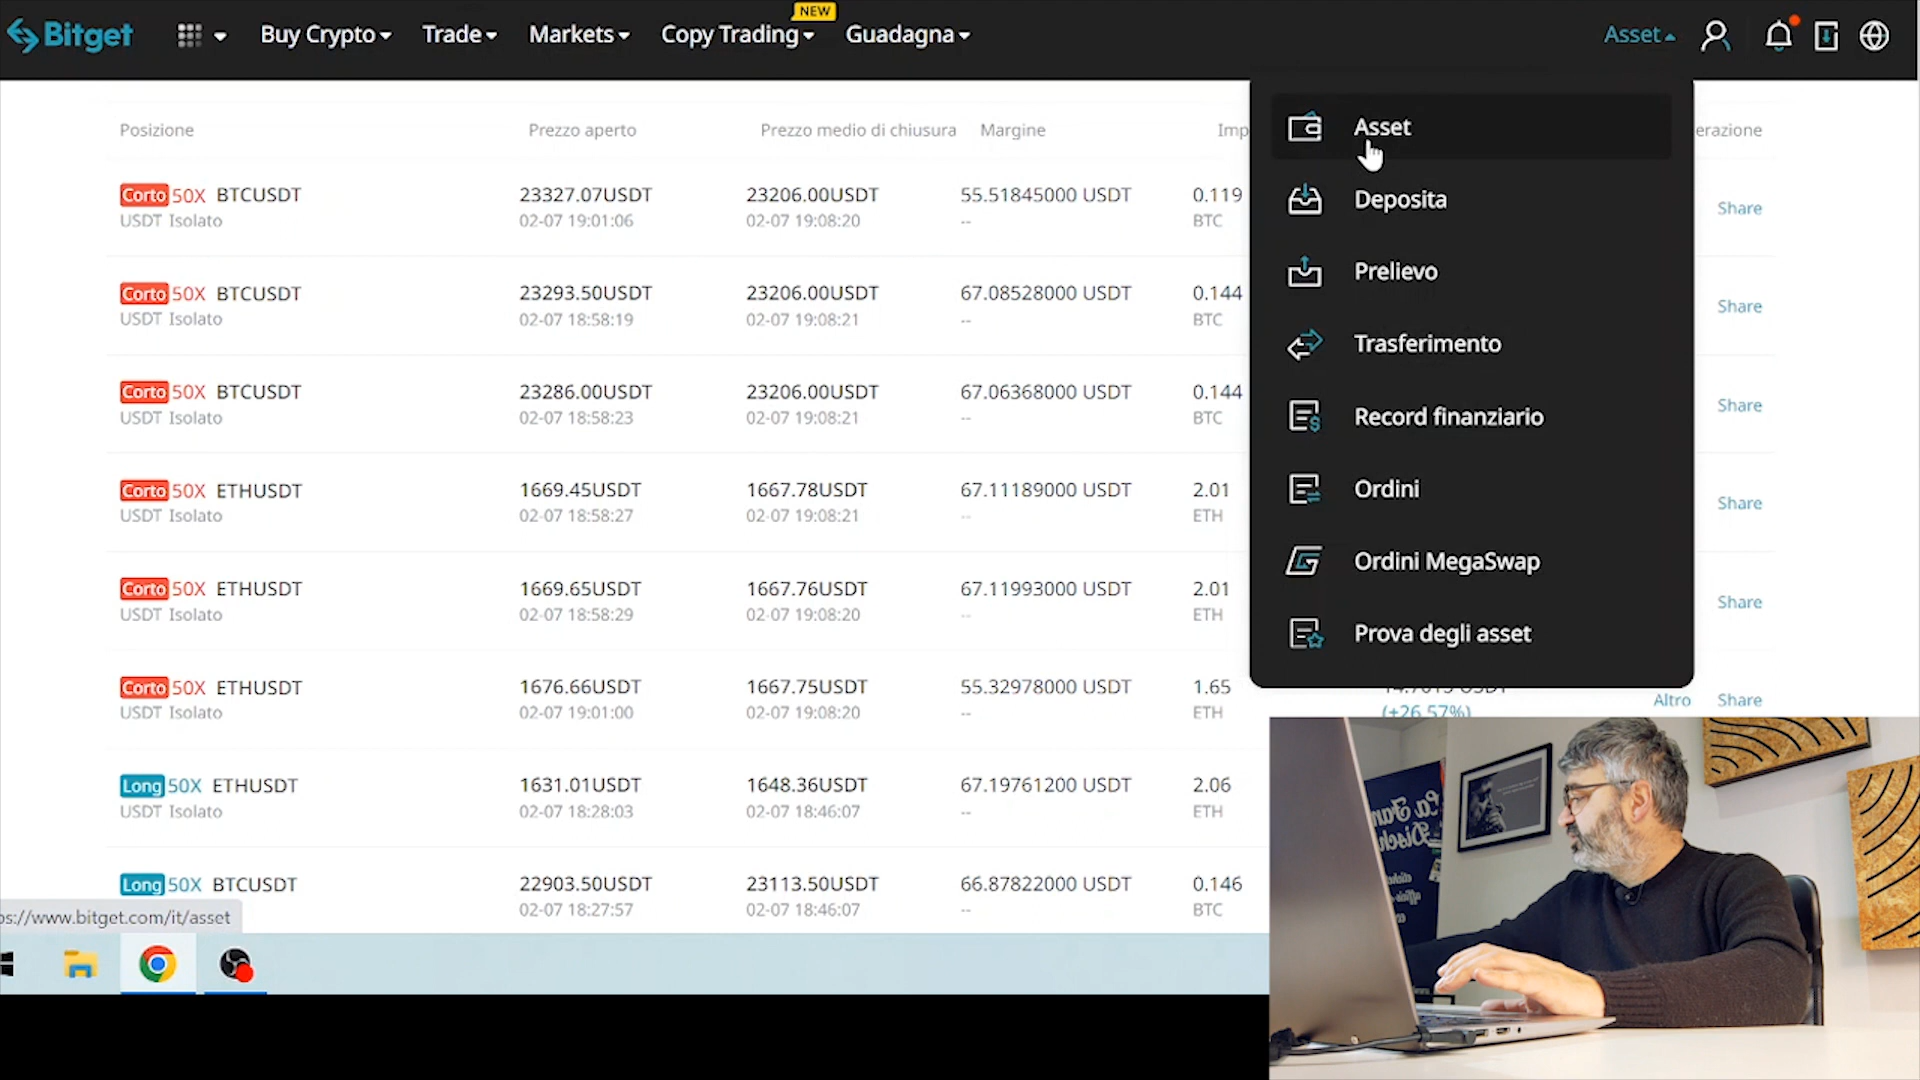 Bitget
Buy Crypto
Trade
Markets
Copy Trading
NEW
Guadagna
Asset
Posizione
Prezzo aperto
Prezzo medio di chiusura
Margine
Imp
erazione
Corto 50X BTCUSDT
USDT Isolato
23327.07USDT
02-07 19:01:06
23206.00USDT
02-07 19:08:20
55.51845000 USDT
--
0.119
BTC
Share
Corto 50X BTCUSDT
USDT Isolato
23293.50USDT
02-07 18:58:19
23206.00USDT
02-07 19:08:21
67.08528000 USDT
--
0.144
BTC
Share
Corto 50X BTCUSDT
USDT Isolato
23286.00USDT
02-07 18:58:23
23206.00USDT
02-07 19:08:21
67.06368000 USDT
--
0.144
BTC
Share
Corto 50X ETHUSDT
USDT Isolato
1669.45USDT
02-07 18:58:27
1667.78USDT
02-07 19:08:21
67.11189000 USDT
--
2.01
ETH
Share
Corto 50X ETHUSDT
USDT Isolato
1669.65USDT
02-07 18:58:29
1667.76USDT
02-07 19:08:20
67.11993000 USDT
--
2.01
ETH
Share
Corto 50X ETHUSDT
USDT Isolato
1676.66USDT
02-07 19:01:00
1667.75USDT
02-07 19:08:20
55.32978000 USDT
--
1.65
ETH
(+26.57%)
Altro
Share
Long 50X ETHUSDT
USDT Isolato
1631.01USDT
02-07 18:28:03
1648.36USDT
02-07 18:46:07
67.19761200 USDT
--
2.06
ETH
Long 50X BTCUSDT
22903.50USDT
02-07 18:27:57
23113.50USDT
02-07 18:46:07
66.87822000 USDT
--
0.146
BTC
Asset
Deposita
Prelievo
Trasferimento
Record finanziario
Ordini
Ordini MegaSwap
Prova degli asset
ps://www.bitget.com/it/asset